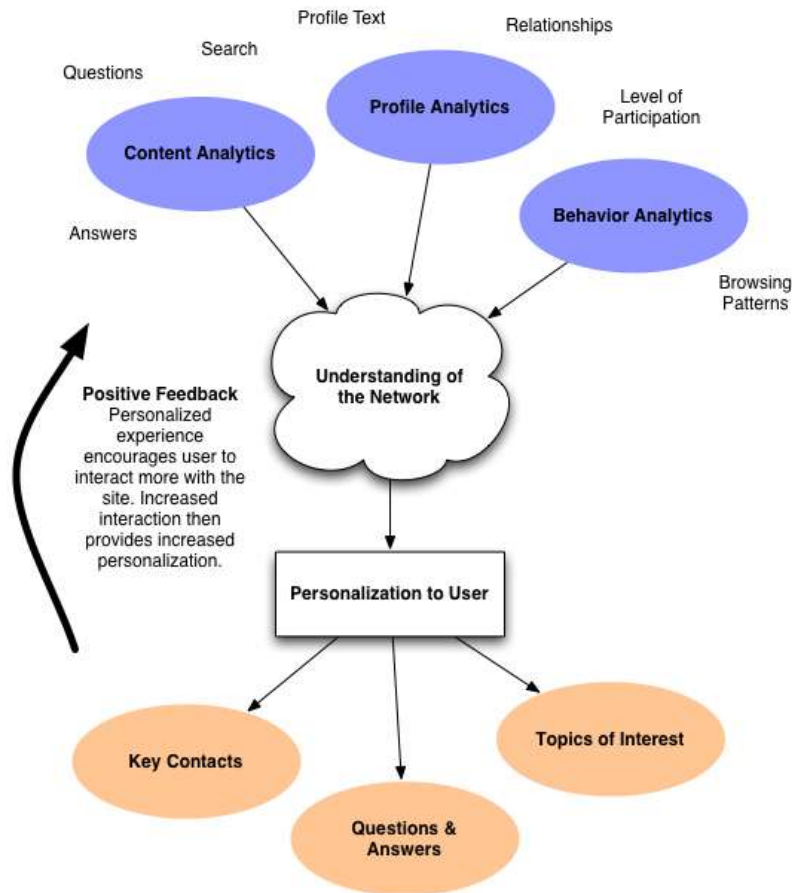 Profile Text
Relationships
Search
Questions
Profile Analytics
Level of
Participation
Content Analytics
Behavior Analytics
Answers
Browsing
Patterns
Understanding of
the Network
Positive Feedback
Personalized
experience
encourages user to
interact more with the
site. Increased
interaction then
provides increased
personalization.
Personalization to User
Topics of Interest
Key Contacts
Questions &
Answers